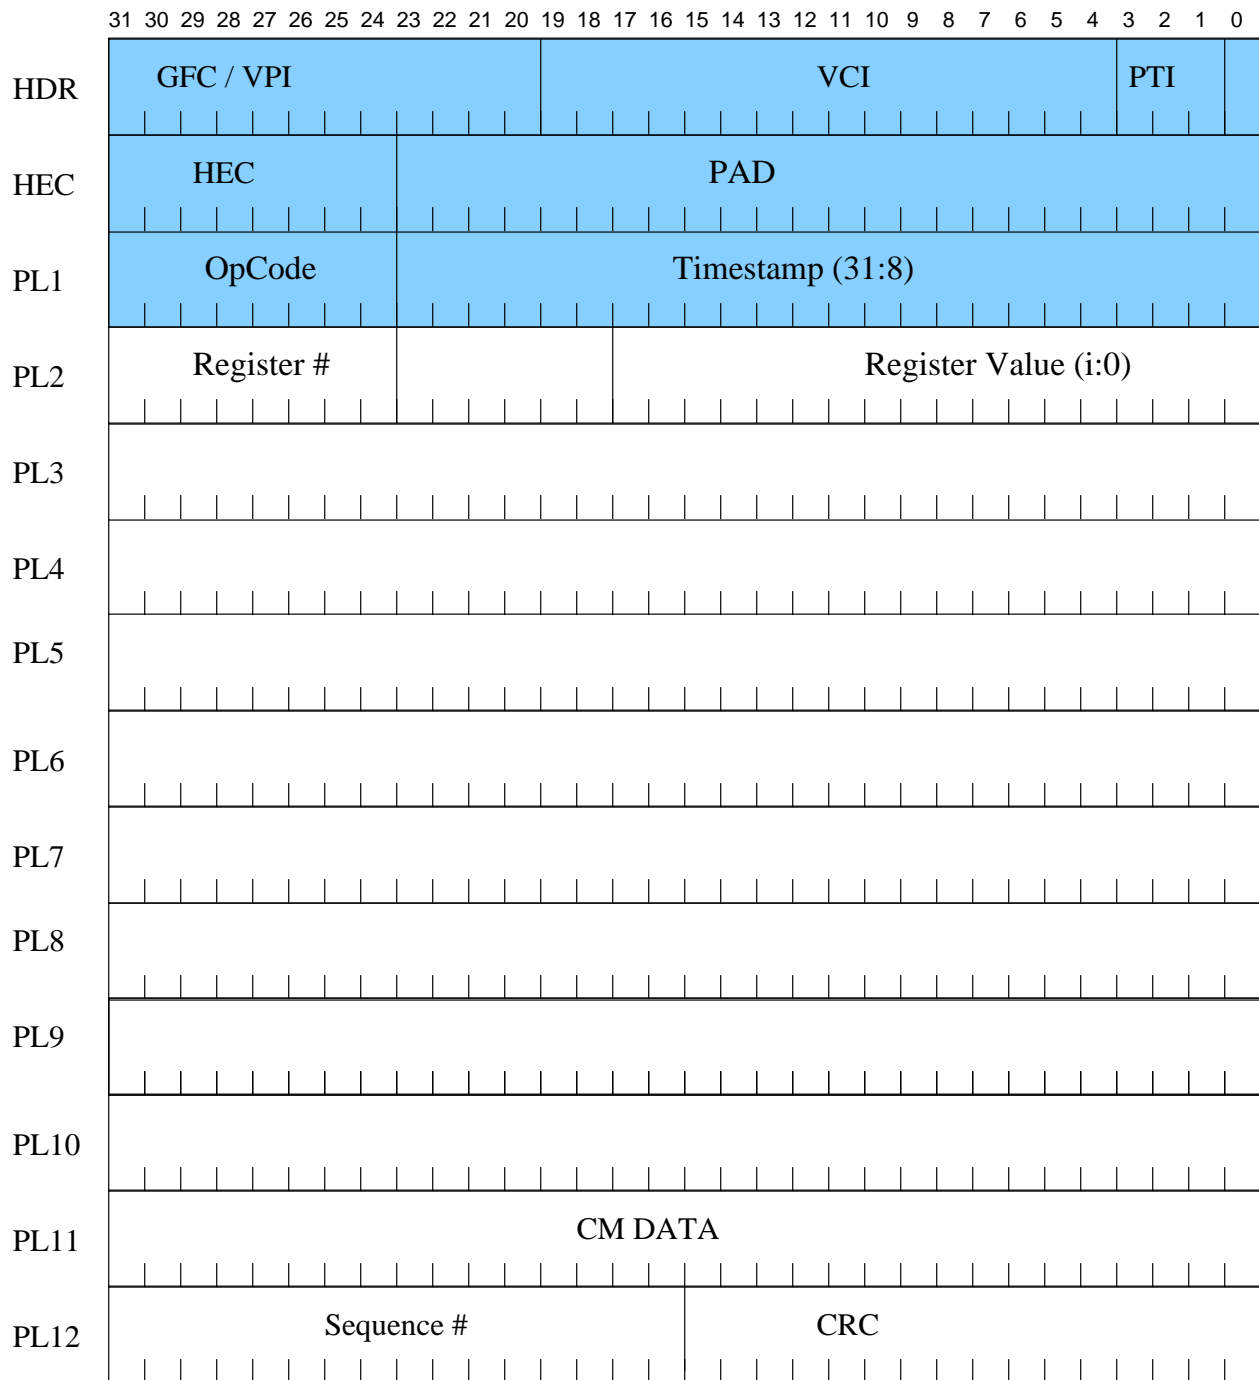 31 30 29 28 27 26 25 24 23 22 21 20 19 18 17 16 15 14 13 12 11 10 9 8 7 6 5 4 3 2 1 0
HDR GFC / VPI VCI PTI
HEC HEC PAD
PL1 OpCode Timestamp (31:8)
PL2 Register # Register Value (i:0)
PL3
PL4
PL5
PL6
PL7
PL8
PL9
PL10
PL11 CM DATA
PL12 Sequence # CRC